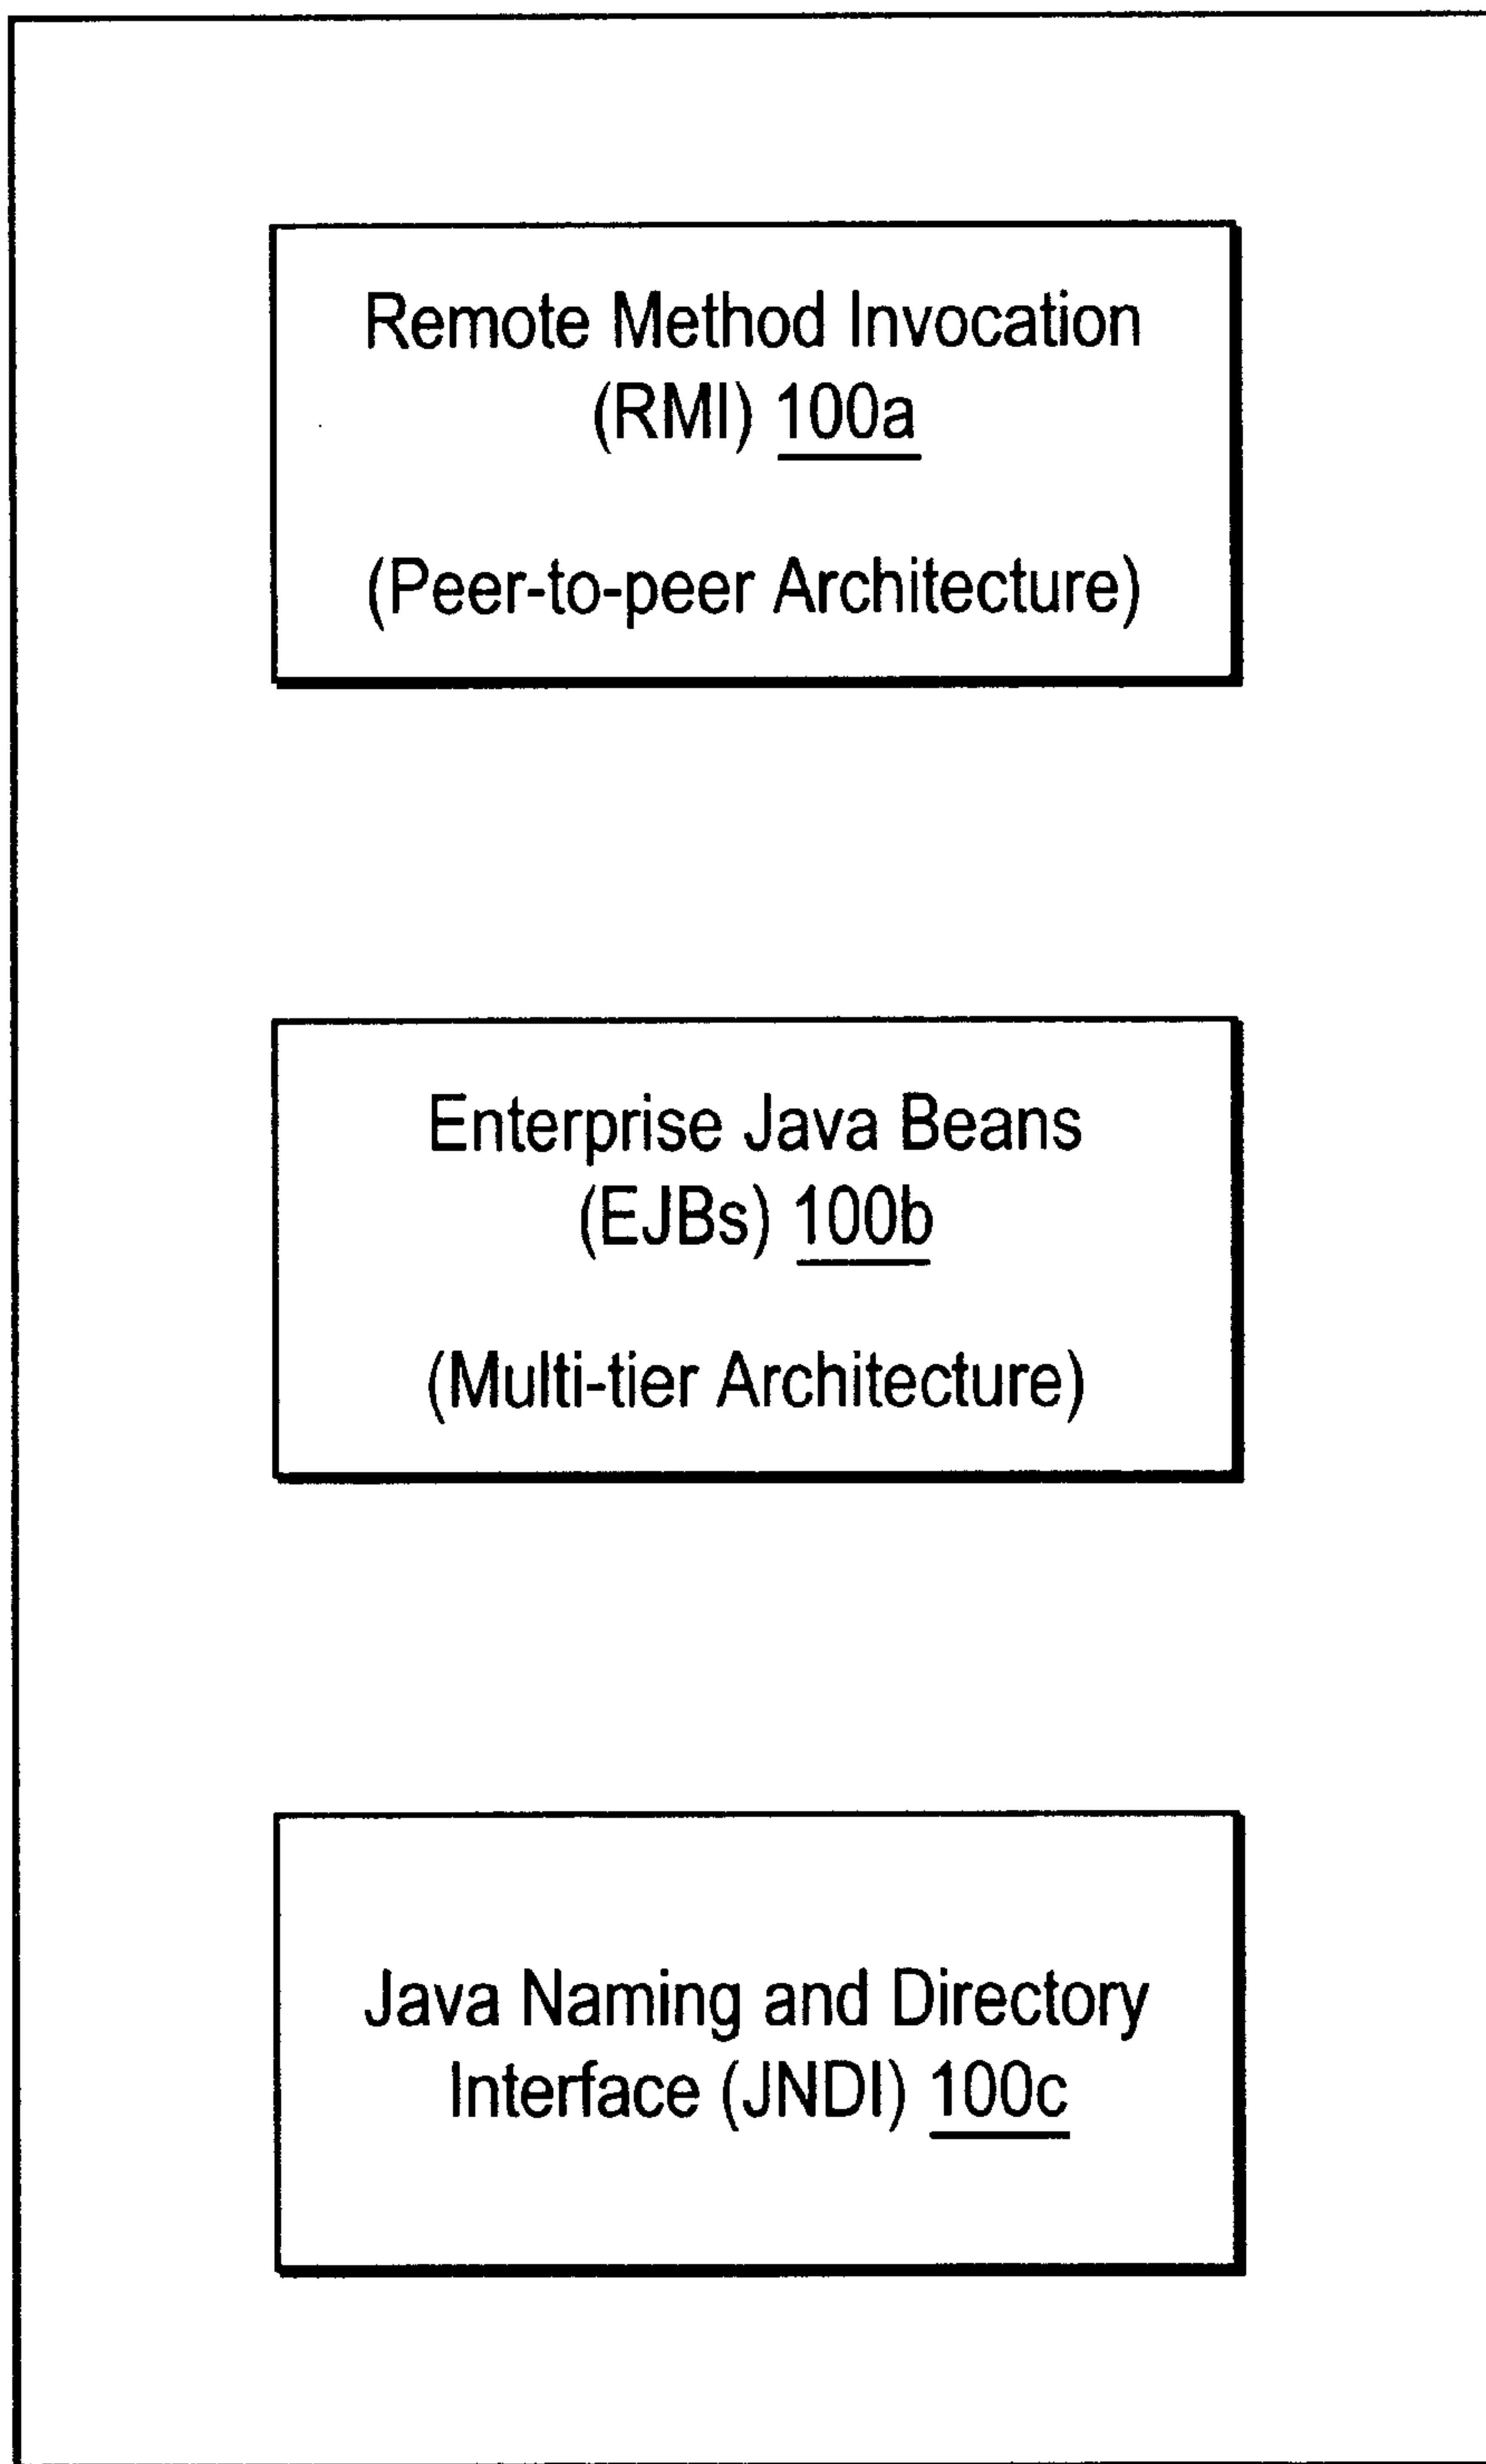 Remote Method Invocation
(RMI) 100a
(Peer-to-peer Architecture)
Enterprise Java Beans
(EJBs) 100b
(Multi-tier Architecture)
Java Naming and Directory
Interface (JNDI) 100c